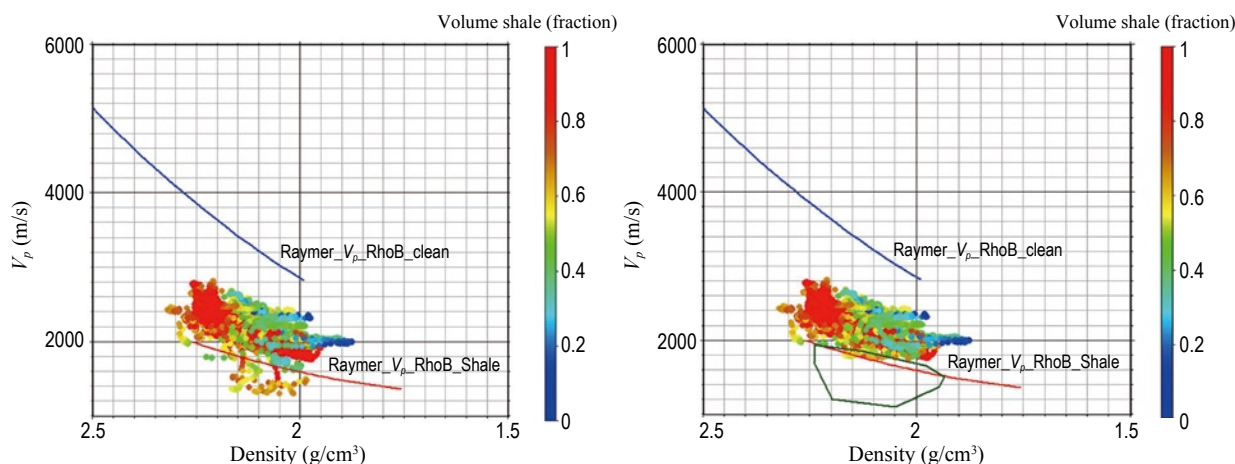 Volume shale (fraction)
6000
4000
2000
2.5
2
1.5
V_p (m/s)
Density (g/cm³)
Raymer_V_p_RhoB_clean
Raymer_V_p_RhoB_Shale
1
0.8
0.6
0.4
0.2
0
Volume shale (fraction)
6000
4000
2000
2.5
2
1.5
V_p (m/s)
Density (g/cm³)
Raymer_V_p_RhoB_clean
Raymer_V_p_RhoB_Shale
1
0.8
0.6
0.4
0.2
0